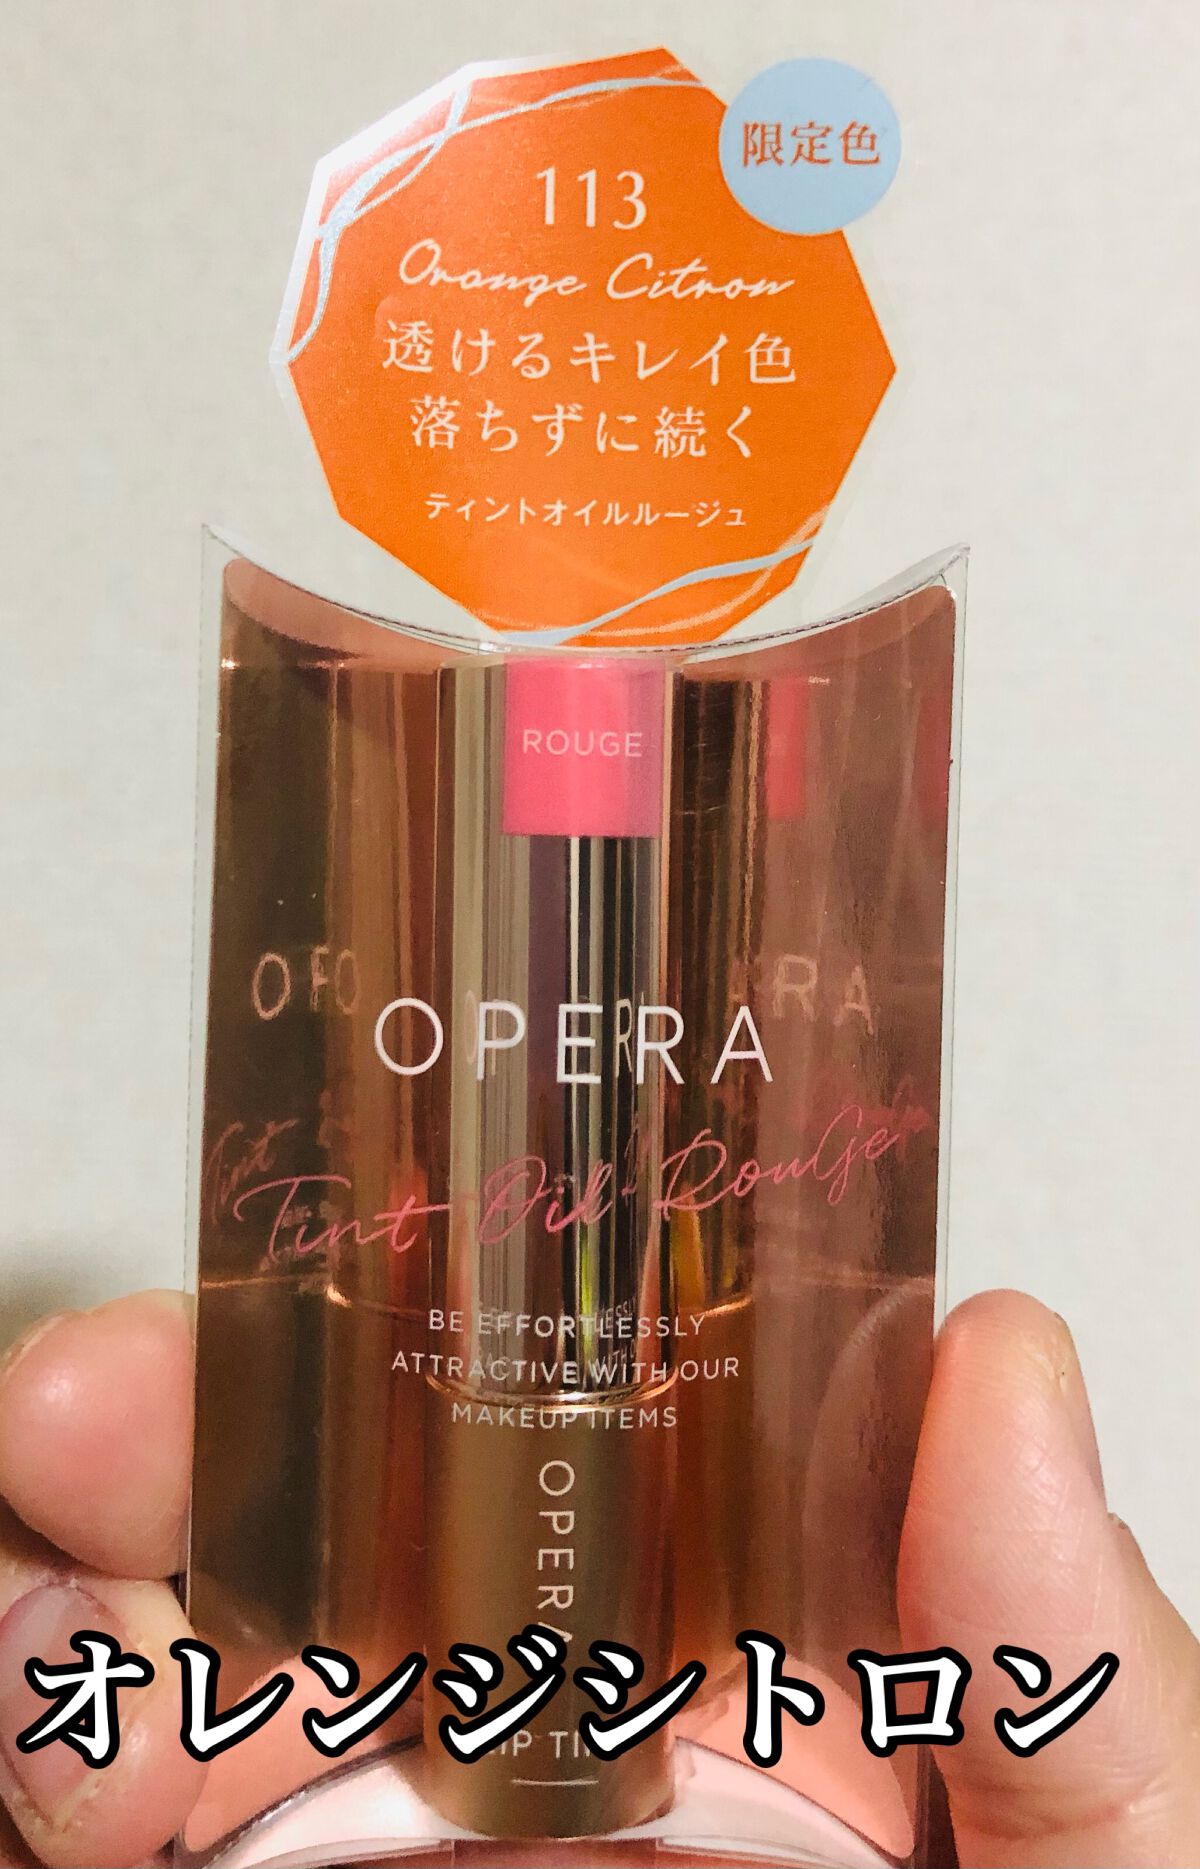 限定色
113
Orange Citron
透けるキレイ色
落ちずに続く
ティントオイルルージュ
ROUGE
OPERA
Tint Oil Rouge
BE EFFORTLESSLY
ATTRACTIVE WITH OUR
MAKEUP ITEMS
OPERA
オレンジシトロン